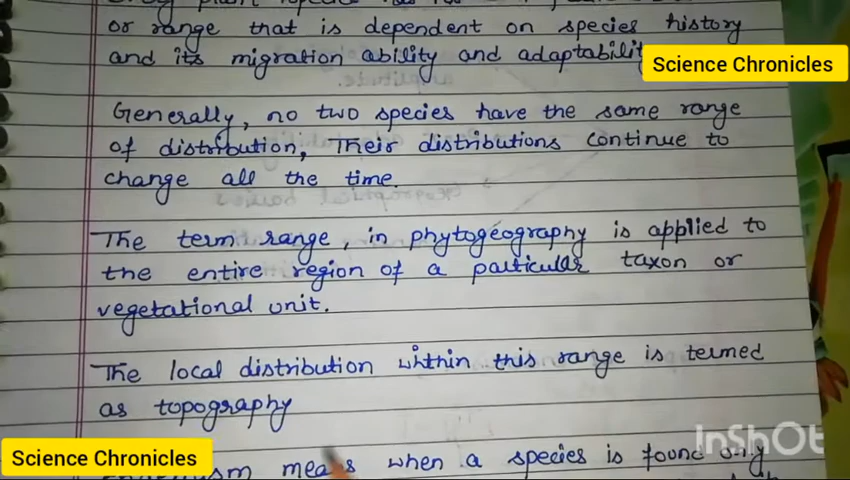 or range that is dependent on species history
and its migration ability and adaptability
Science Chronicles
Generally, no two species have the same range
of distribution, Their distributions continue to
change all the time.
The term range, in phytogeography is applied to
the entire region of a particular taxon or
vegetational unit.
The local distribution within this range is termed
as topography
InShOt
Science Chronicles
means when a species is found only